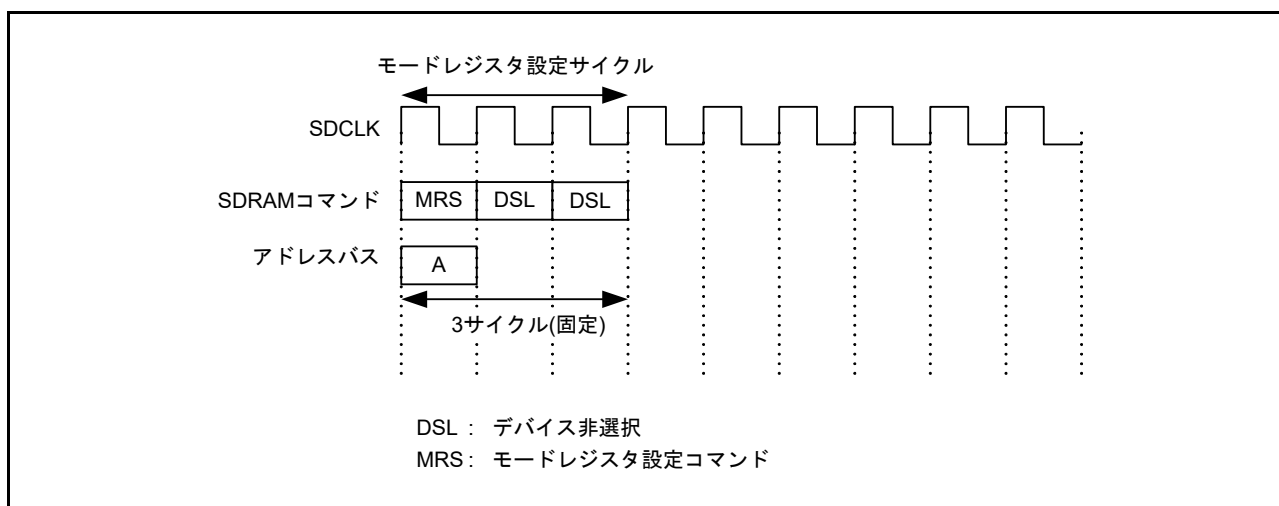 モードレジスタ設定サイクル
SDCLK
SDRAMコマンド MRS DSL DSL
アドレスバス A
3サイクル(固定)
DSL : デバイス非選択
MRS : モードレジスタ設定コマンド